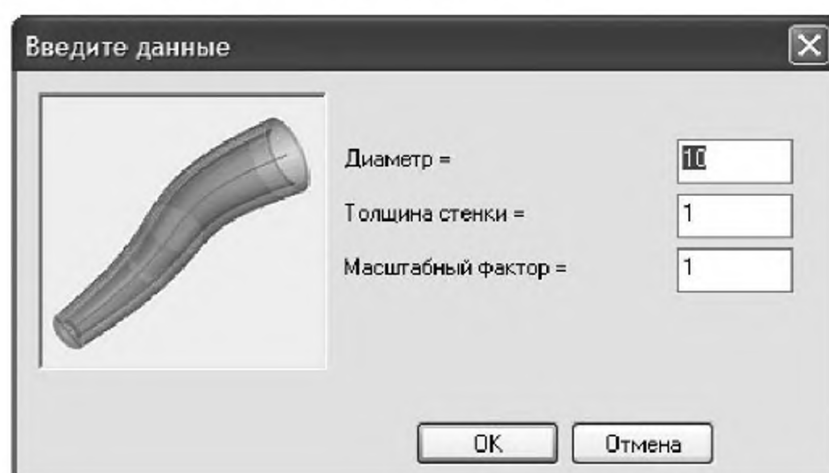 Введите данные
Диаметр = 10
Толщина стенки = 1
Масштабный фактор = 1
OK Отмена